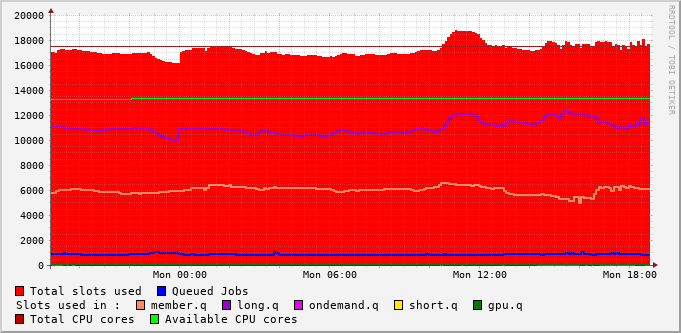 RRDTOOL / TOBI OETIKER
20000
18000
16000
14000
12000
10000
8000
6000
4000
2000
0
Mon 00:00 Mon 06:00 Mon 12:00 Mon 18:00
Total slots used Queued Jobs
Slots used in : member.q long.q ondemand.q short.q gpu.q
Total CPU cores Available CPU cores